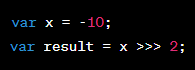 var x = -10;
var result = x >>> 2;